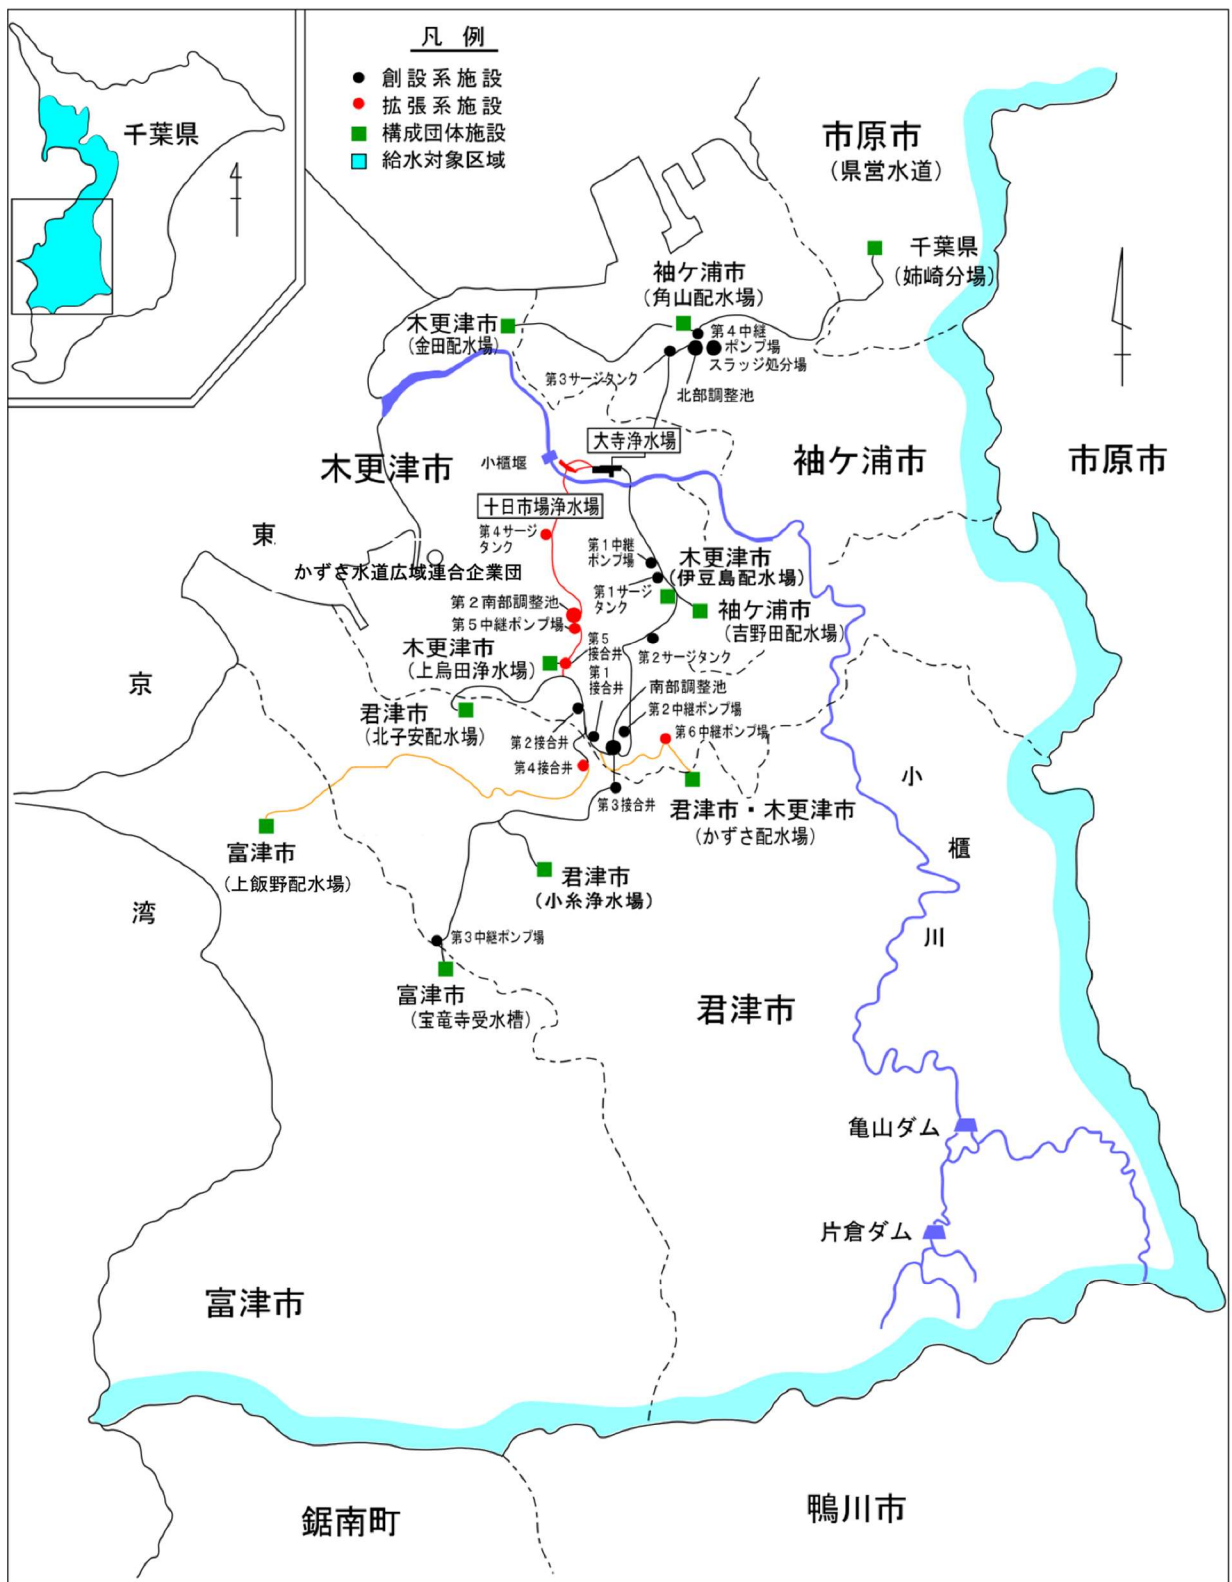 凡 例
創設系施設
拡張系施設
構成団体施設
給水対象区域
千葉県
4
市原市
(県営水道)
千葉県
(姉崎分場)
袖ケ浦市
(角山配水場)
木更津市
(金田配水場)
第4中継
ポンプ場
スラッジ処分場
第3サージタンク
北部調整池
大寺浄水場
木更津市
小櫃堰
袖ケ浦市
市原市
十日市場浄水場
東
第4サージ
タンク
第1中継
ポンプ場
木更津市
(伊豆島配水場)
かずさ水道広域連合企業団
第1サージ
タンク
袖ケ浦市
(吉野田配水場)
第2南部調整池
第5中継ポンプ場
木更津市
(上烏田浄水場)
第5
接合井
第2サージタンク
第1
接合井
京
南部調整池
第2中継ポンプ場
君津市
(北子安配水場)
第2接合井
第6中継ポンプ場
第4接合井
第3接合井
小
櫃
川
君津市・木更津市
(かずさ配水場)
富津市
(上飯野配水場)
君津市
(小糸浄水場)
湾
第3中継ポンプ場
富津市
(宝竜寺受水槽)
君津市
亀山ダム
片倉ダム
富津市
鋸南町
鴨川市